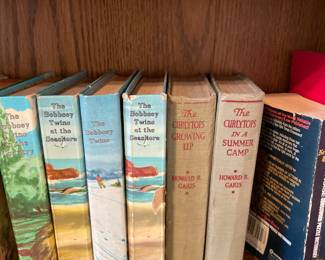 The
Bobbsey
Twins
The
Bobbsey
Twins
at the
Seashore
The
Bobbsey
Twins
The
Bobbsey
Twins
at the
Seashore
The
CURLYTOPS
GROWING
UP
HOWARD R.
GARIS
The
CURLYTOPS
IN A
SUMMER
CAMP
HOWARD R.
GARIS